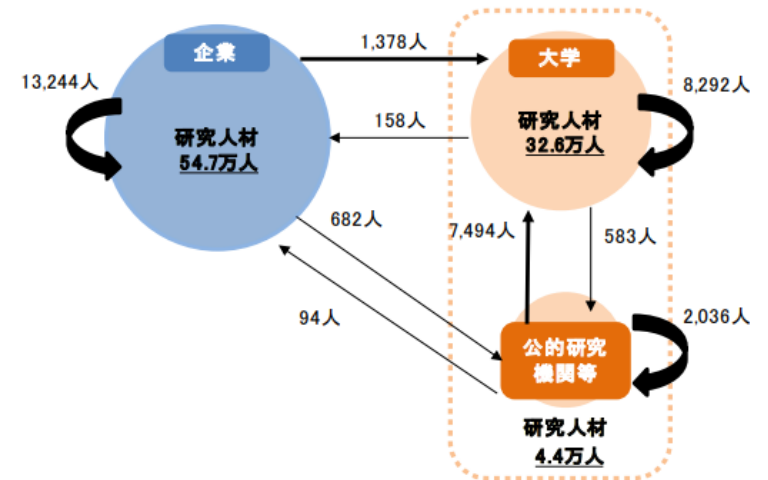 企業
1,378人
大学
13,244人
8,292人
研究人材
54.7万人
158人
研究人材
32.6万人
682人
7,494人
583人
94人
2,036人
公的研究
機関等
研究人材
4.4万人